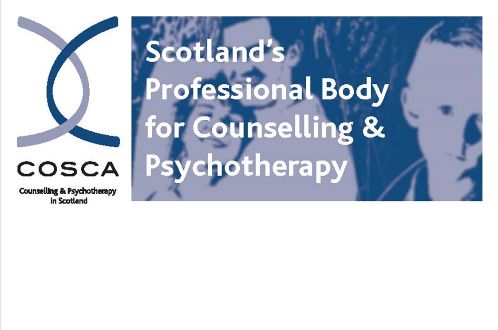 COSCA
Counselling & Psychotherapy
in Scotland
Scotland's
Professional Body
for Counselling &
Psychotherapy